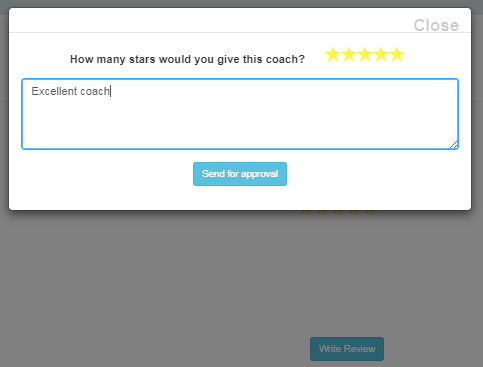 Close
How many stars would you give this coach?
Excellent coach
Send for approval
Write Review